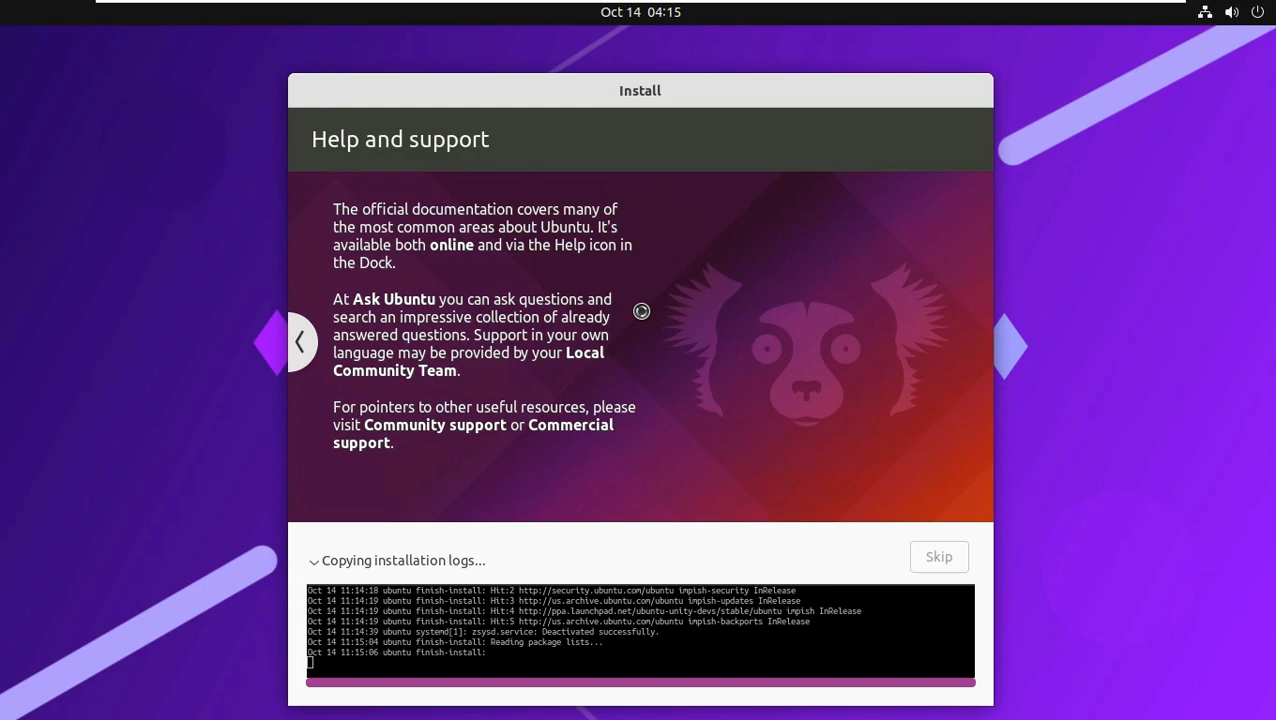 Oct 14 04:15
Install
Help and support
The official documentation covers many of
the most common areas about Ubuntu. It's
available both online and via the Help icon in
the Dock.
At Ask Ubuntu you can ask questions and
search an impressive collection of already
answered questions. Support in your own
language may be provided by your Local
Community Team.
For pointers to other useful resources, please
visit Community support or Commercial
support.
Copying installation logs...
Skip
Oct 14 11:14:18 ubuntu finish-install: Hit:2 http://security.ubuntu.com/ubuntu impish-security InRelease
Oct 14 11:14:19 ubuntu finish-install: Hit:3 http://us.archive.ubuntu.com/ubuntu impish-updates InRelease
Oct 14 11:14:19 ubuntu finish-install: Hit:4 http://ppa.launchpad.net/ubuntu-unity-devs/stable/ubuntu impish InRelease
Oct 14 11:14:19 ubuntu finish-install: Hit:5 http://us.archive.ubuntu.com/ubuntu impish-backports InRelease
Oct 14 11:14:39 ubuntu systemd[1]: zsysd.service: Deactivated successfully.
Oct 14 11:15:04 ubuntu finish-install: Reading package lists...
Oct 14 11:15:06 ubuntu finish-install: